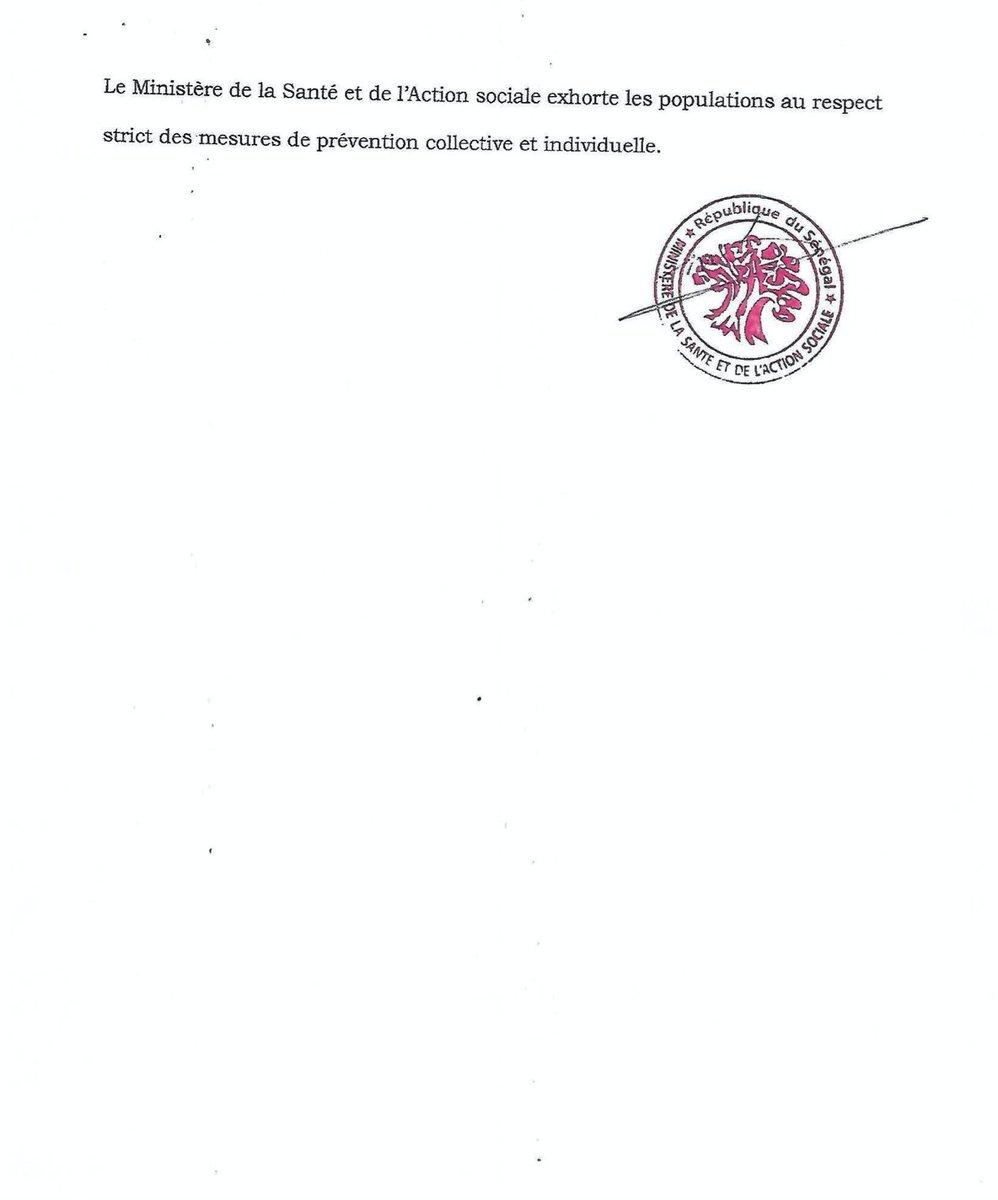 Le Ministère de la Santé et de l'Action sociale exhorte les populations au respect
strict des mesures de prévention collective et individuelle.
★ République du Sénégal ★
MINISTERE DE LA SANTE ET DE L'ACTION SOCIALE